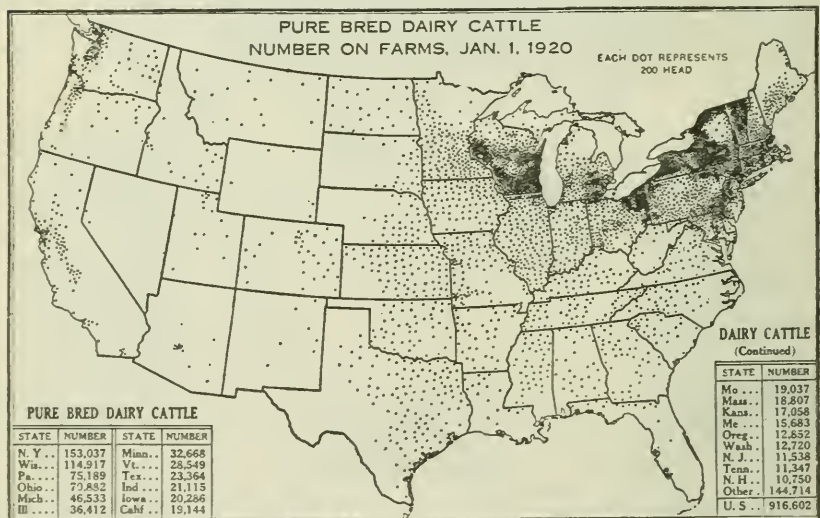 PURE BRED DAIRY CATTLE
NUMBER ON FARMS, JAN. 1, 1920
EACH DOT REPRESENTS
200 HEAD
PURE BRED DAIRY CATTLE
STATE NUMBER STATE NUMBER
N. Y... 153,037 Minn.. 32,668
Wis.... 114,917 Vt.... 28,549
Pa..... 75,189 Tex... 23,364
Ohio... 70,882 Ind... 21,115
Mich.. 46,533 Iowa.. 20,286
Ill.... 36,412 Calif.. 19,144
DAIRY CATTLE
(Continued)
STATE NUMBER
Mo.... 19,037
Mass.. 18,807
Kans.. 17,058
Me.... 15,683
Oreg.. 12,852
Wash.. 12,720
N. J... 11,538
Tenn.. 11,347
N. H.. 10,750
Other. 144,714
U. S.. 916,602